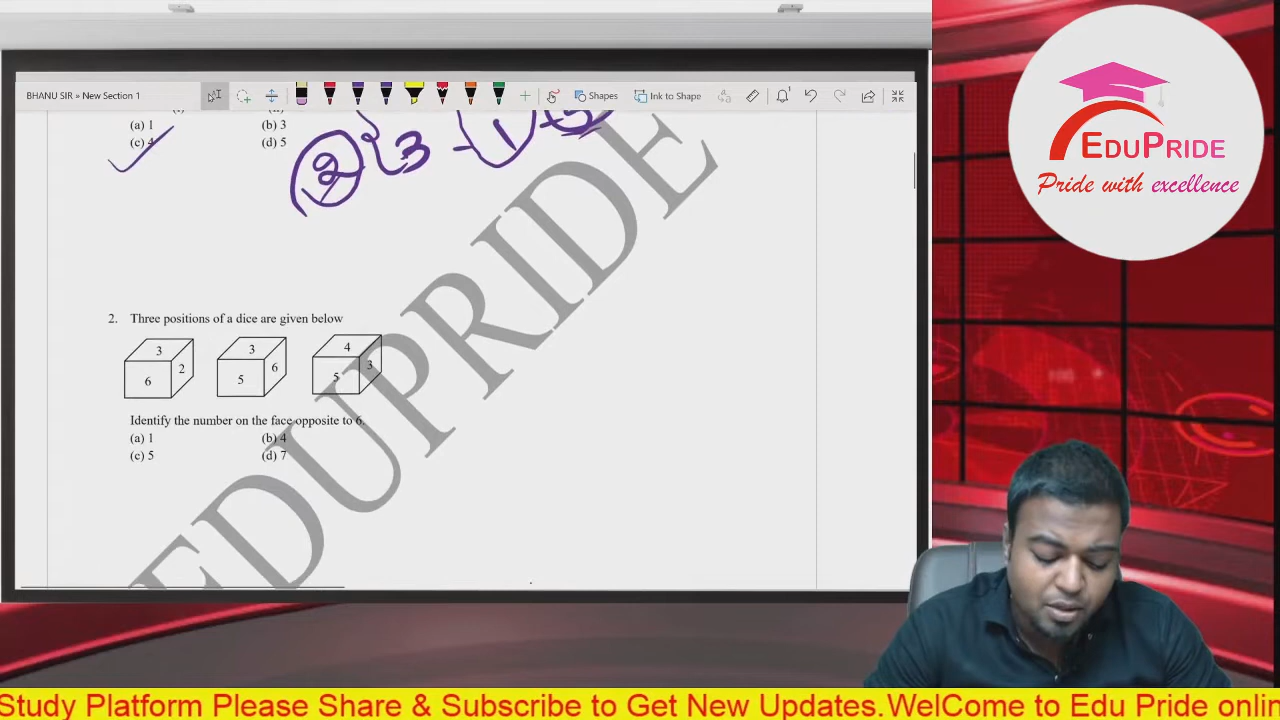 BHANU SIR » New Section 1
Shapes
Ink to Shape
(a) 1
(b) 3
(c) 4
(d) 5
2
3 - 1
EDUPRIDE
Pride with excellence
EDUPRIDE
2. Three positions of a dice are given below
3
6
2
3
5
6
4
5
3
Identify the number on the face opposite to 6.
(a) 1
(b) 4
(c) 5
(d) 7
Study Platform Please Share & Subscribe to Get New Updates.WelCome to Edu Pride onlin